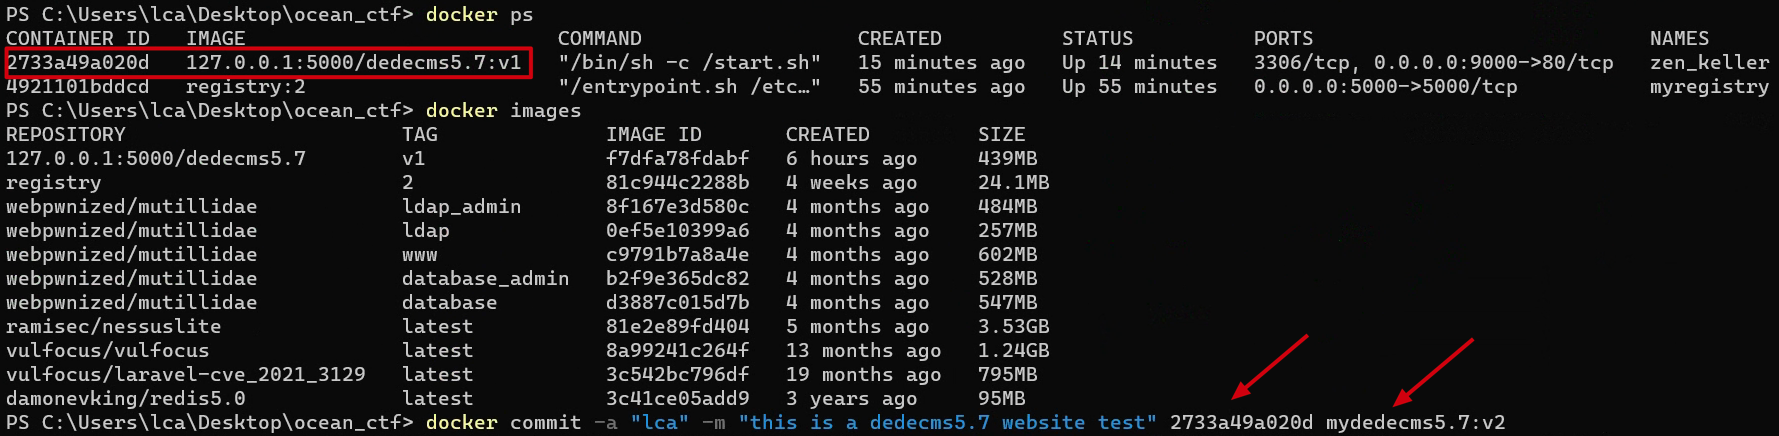 PS C:\Users\lca\Desktop\ocean_ctf> docker ps
CONTAINER ID   IMAGE                          COMMAND                  CREATED          STATUS          PORTS                            NAMES
2733a49a020d   127.0.0.1:5000/dedecms5.7:v1   "/bin/sh -c /start.sh"   15 minutes ago   Up 14 minutes   3306/tcp, 0.0.0.0:9000->80/tcp   zen_keller
4921101bddcd   registry:2                     "/entrypoint.sh /etc…"   55 minutes ago   Up 55 minutes   0.0.0.0:5000->5000/tcp           myregistry
PS C:\Users\lca\Desktop\ocean_ctf> docker images
REPOSITORY                       TAG              IMAGE ID       CREATED         SIZE
127.0.0.1:5000/dedecms5.7        v1               f7dfa78fdabf   6 hours ago     439MB
registry                         2                81c944c2288b   4 weeks ago     24.1MB
webpwnized/mutillidae            ldap_admin       8f167e3d580c   4 months ago    484MB
webpwnized/mutillidae            ldap             0ef5e10399a6   4 months ago    257MB
webpwnized/mutillidae            www              c9791b7a8a4e   4 months ago    602MB
webpwnized/mutillidae            database_admin   b2f9e365dc82   4 months ago    528MB
webpwnized/mutillidae            database         d3887c015d7b   4 months ago    547MB
ramisec/nessuslite               latest           81e2e89fd404   5 months ago    3.53GB
vulfocus/vulfocus                latest           8a99241c264f   13 months ago   1.24GB
vulfocus/laravel-cve_2021_3129   latest           3c542bc796df   19 months ago   795MB
damonevking/redis5.0             latest           3c41ce05add9   3 years ago     95MB
PS C:\Users\lca\Desktop\ocean_ctf> docker commit -a "lca" -m "this is a dedecms5.7 website test" 2733a49a020d mydedecms5.7:v2